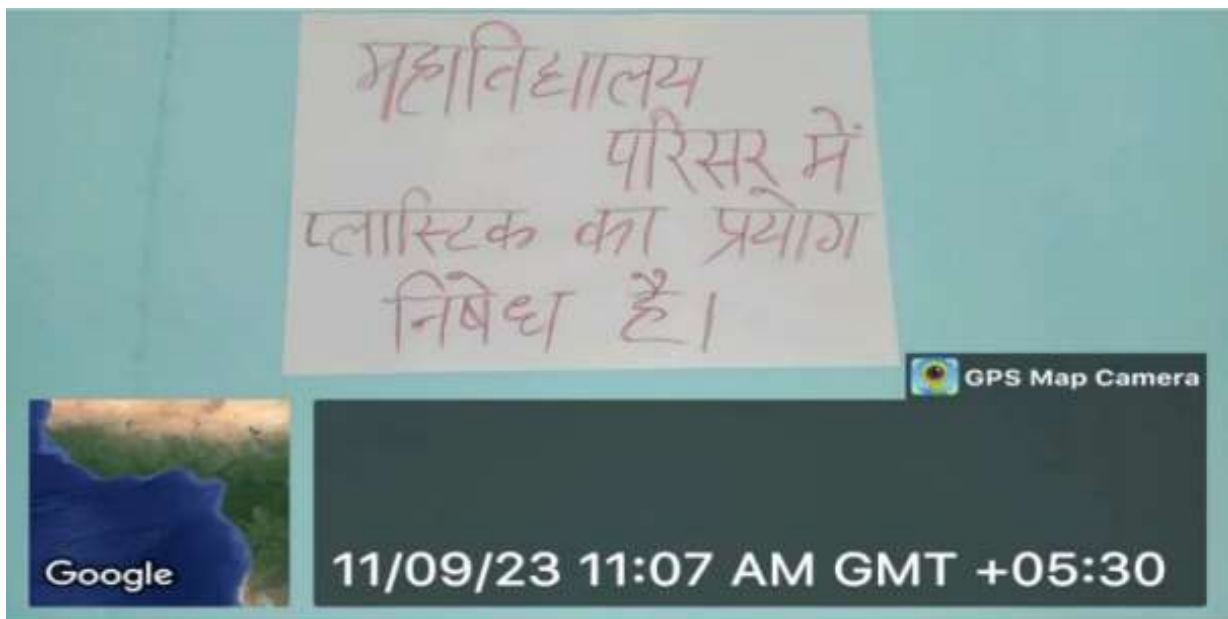 महाविद्यालय
परिसर में
प्लास्टिक का प्रयोग
निषेध है।
GPS Map Camera
Google
11/09/23 11:07 AM GMT +05:30